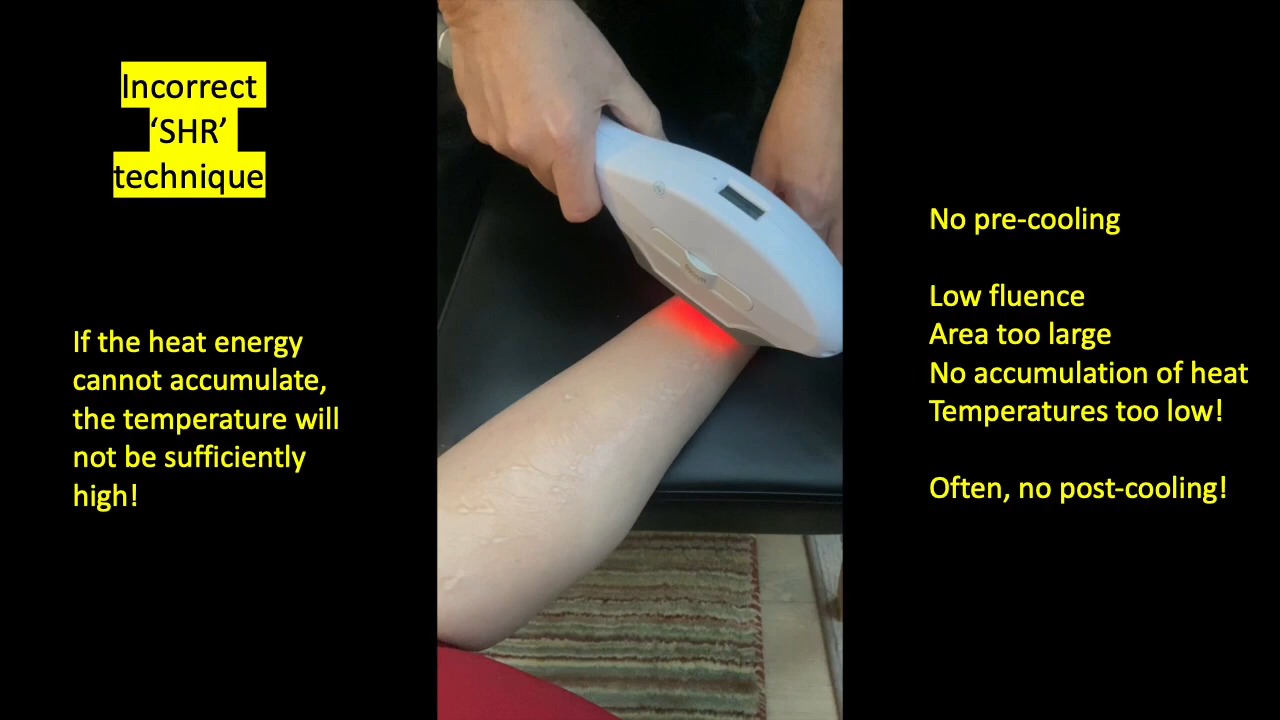 Incorrect
‘SHR’
technique
If the heat energy
cannot accumulate,
the temperature will
not be sufficiently
high!
No pre-cooling
Low fluence
Area too large
No accumulation of heat
Temperatures too low!
Often, no post-cooling!